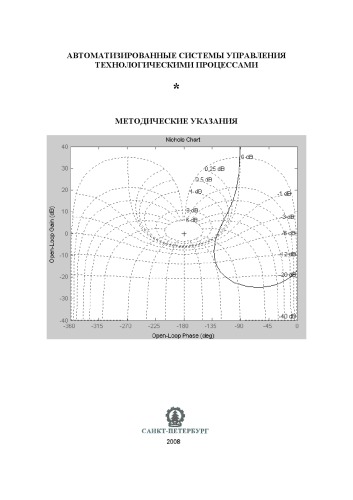 АВТОМАТИЗИРОВАННЫЕ СИСТЕМЫ УПРАВЛЕНИЯ
ТЕХНОЛОГИЧЕСКИМИ ПРОЦЕССАМИ
*
МЕТОДИЧЕСКИЕ УКАЗАНИЯ
Nichols Chart
Open-Loop Gain (dB)
40
30
20
10
0
-10
-20
-30
-40
0 dB
0.25 dB
0.5 dB
1 dB
3 dB
6 dB
-1 dB
-3 dB
-6 dB
-12 dB
-20 dB
-40 dB
-360 -315 -270 -225 -180 -135 -90 -45 0
Open-Loop Phase (deg)
САНКТ-ПЕТЕРБУРГ
2008